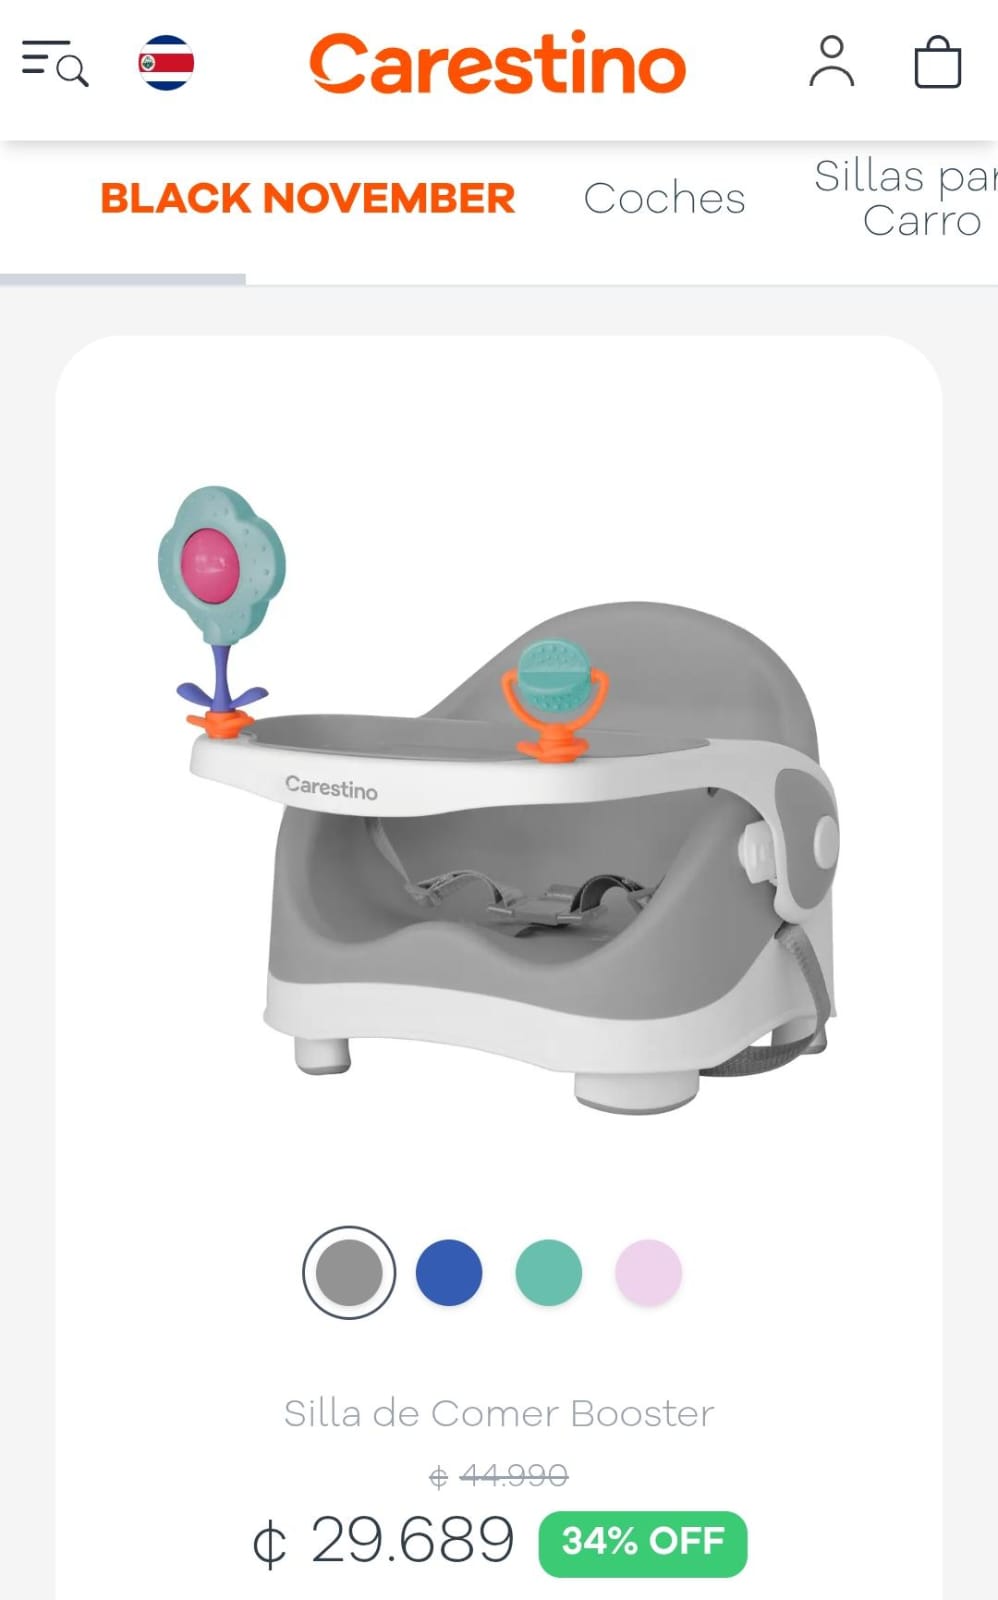 Carestino
BLACK NOVEMBER
Coches
Sillas par
Carro
Carestino
Silla de Comer Booster
₡ 44.990
₡ 29.689
34% OFF